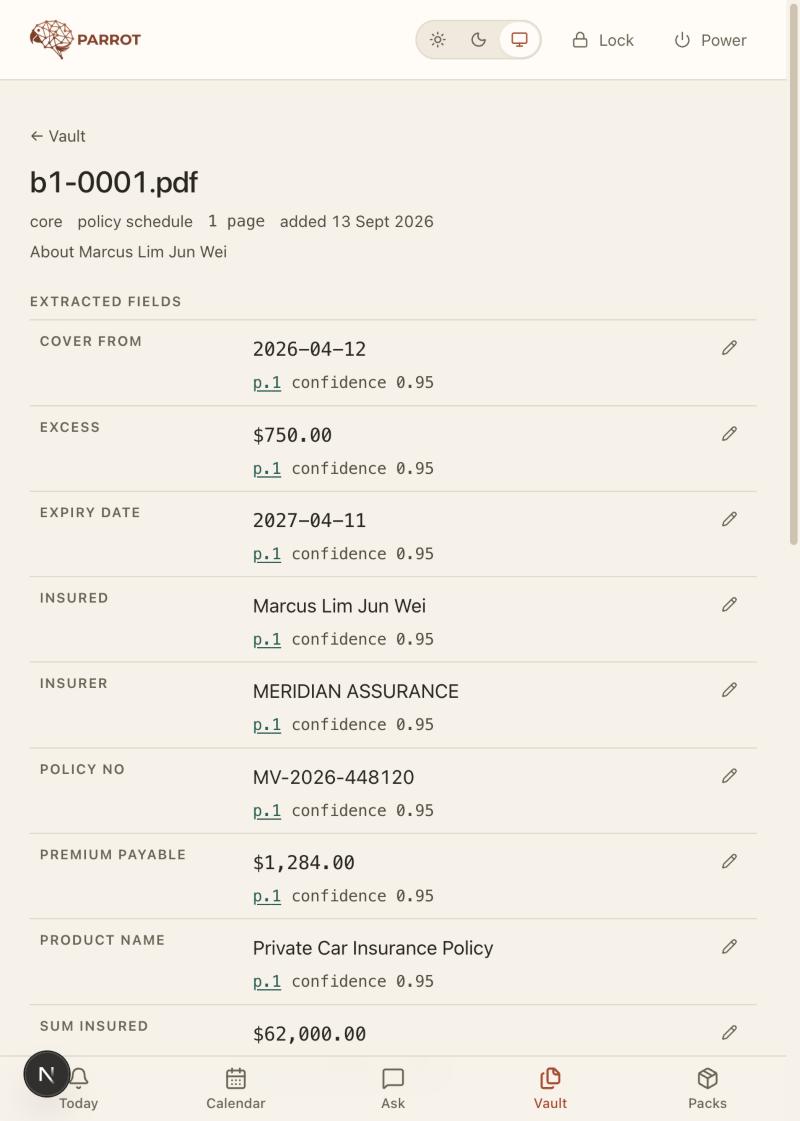 PARROT
Lock
Power
← Vault
b1-0001.pdf
core policy schedule 1 page added 13 Sept 2026
About Marcus Lim Jun Wei
EXTRACTED FIELDS
COVER FROM
2026-04-12
p.1 confidence 0.95
EXCESS
$750.00
p.1 confidence 0.95
EXPIRY DATE
2027-04-11
p.1 confidence 0.95
INSURED
Marcus Lim Jun Wei
p.1 confidence 0.95
INSURER
MERIDIAN ASSURANCE
p.1 confidence 0.95
POLICY NO
MV-2026-448120
p.1 confidence 0.95
PREMIUM PAYABLE
$1,284.00
p.1 confidence 0.95
PRODUCT NAME
Private Car Insurance Policy
p.1 confidence 0.95
SUM INSURED
$62,000.00
N
Today
Calendar
Ask
Vault
Packs